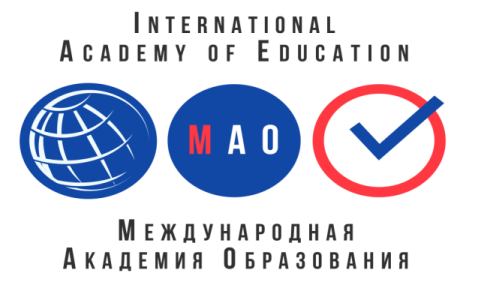 International
Academy of Education
МАО
Международная
Академия Образования